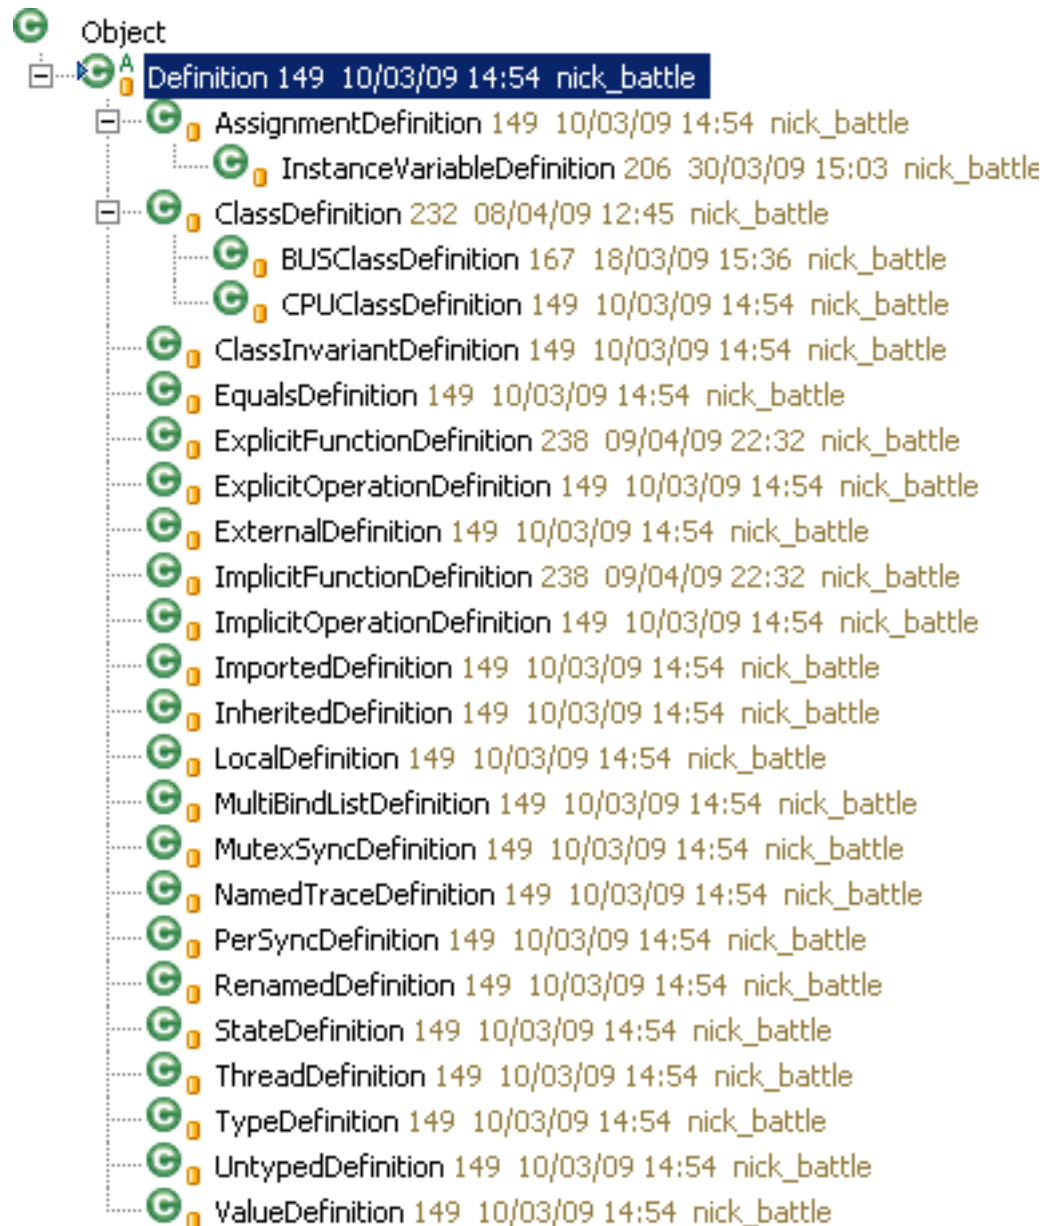 Object
Definition 149 10/03/09 14:54 nick_battle
AssignmentDefinition 149 10/03/09 14:54 nick_battle
InstanceVariableDefinition 206 30/03/09 15:03 nick_battle
ClassDefinition 232 08/04/09 12:45 nick_battle
BUSClassDefinition 167 18/03/09 15:36 nick_battle
CPUClassDefinition 149 10/03/09 14:54 nick_battle
ClassInvariantDefinition 149 10/03/09 14:54 nick_battle
EqualsDefinition 149 10/03/09 14:54 nick_battle
ExplicitFunctionDefinition 238 09/04/09 22:32 nick_battle
ExplicitOperationDefinition 149 10/03/09 14:54 nick_battle
ExternalDefinition 149 10/03/09 14:54 nick_battle
ImplicitFunctionDefinition 238 09/04/09 22:32 nick_battle
ImplicitOperationDefinition 149 10/03/09 14:54 nick_battle
ImportedDefinition 149 10/03/09 14:54 nick_battle
InheritedDefinition 149 10/03/09 14:54 nick_battle
LocalDefinition 149 10/03/09 14:54 nick_battle
MultiBindListDefinition 149 10/03/09 14:54 nick_battle
MutexSyncDefinition 149 10/03/09 14:54 nick_battle
NamedTraceDefinition 149 10/03/09 14:54 nick_battle
PerSyncDefinition 149 10/03/09 14:54 nick_battle
RenamedDefinition 149 10/03/09 14:54 nick_battle
StateDefinition 149 10/03/09 14:54 nick_battle
ThreadDefinition 149 10/03/09 14:54 nick_battle
TypeDefinition 149 10/03/09 14:54 nick_battle
UntypedDefinition 149 10/03/09 14:54 nick_battle
ValueDefinition 149 10/03/09 14:54 nick_battle